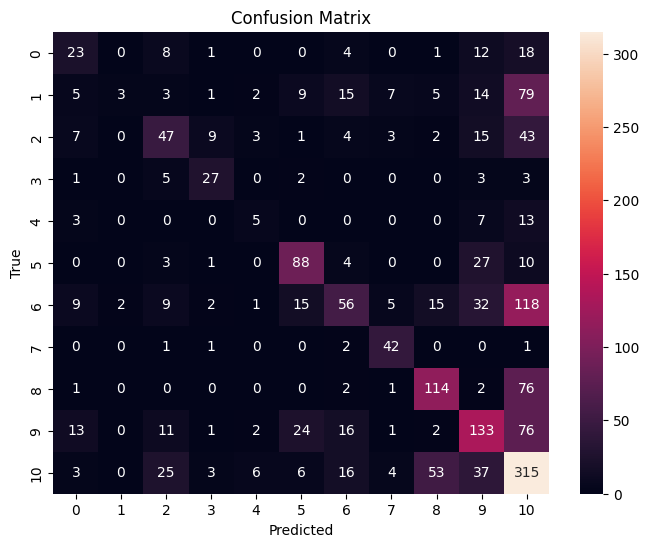 Confusion Matrix
0 23 0 8 1 0 0 4 0 1 12 18
1 5 3 3 1 2 9 15 7 5 14 79
2 7 0 47 9 3 1 4 3 2 15 43
3 1 0 5 27 0 2 0 0 0 3 3
4 3 0 0 0 5 0 0 0 0 7 13
5 0 0 3 1 0 88 4 0 0 27 10
6 9 2 9 2 1 15 56 5 15 32 118
7 0 0 1 1 0 0 2 42 0 0 1
8 1 0 0 0 0 0 2 1 114 2 76
9 13 0 11 1 2 24 16 1 2 133 76
10 3 0 25 3 6 6 16 4 53 37 315
0 1 2 3 4 5 6 7 8 9 10
Predicted
True
300
250
200
150
100
50
0